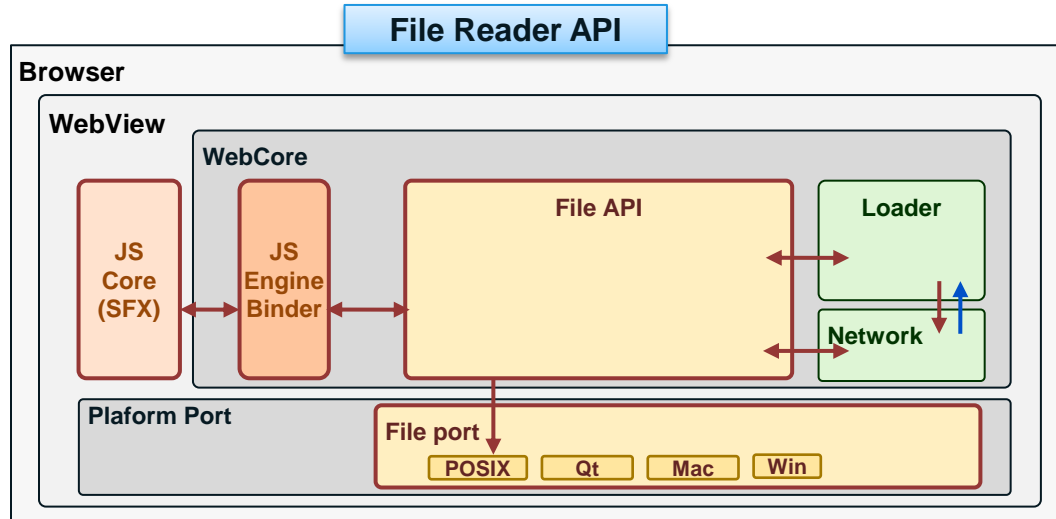 File Reader API
Browser
WebView
WebCore
JS
Core
(SFX)
JS
Engine
Binder
File API
Loader
Network
Plaform Port
File port
POSIX
Qt
Mac
Win